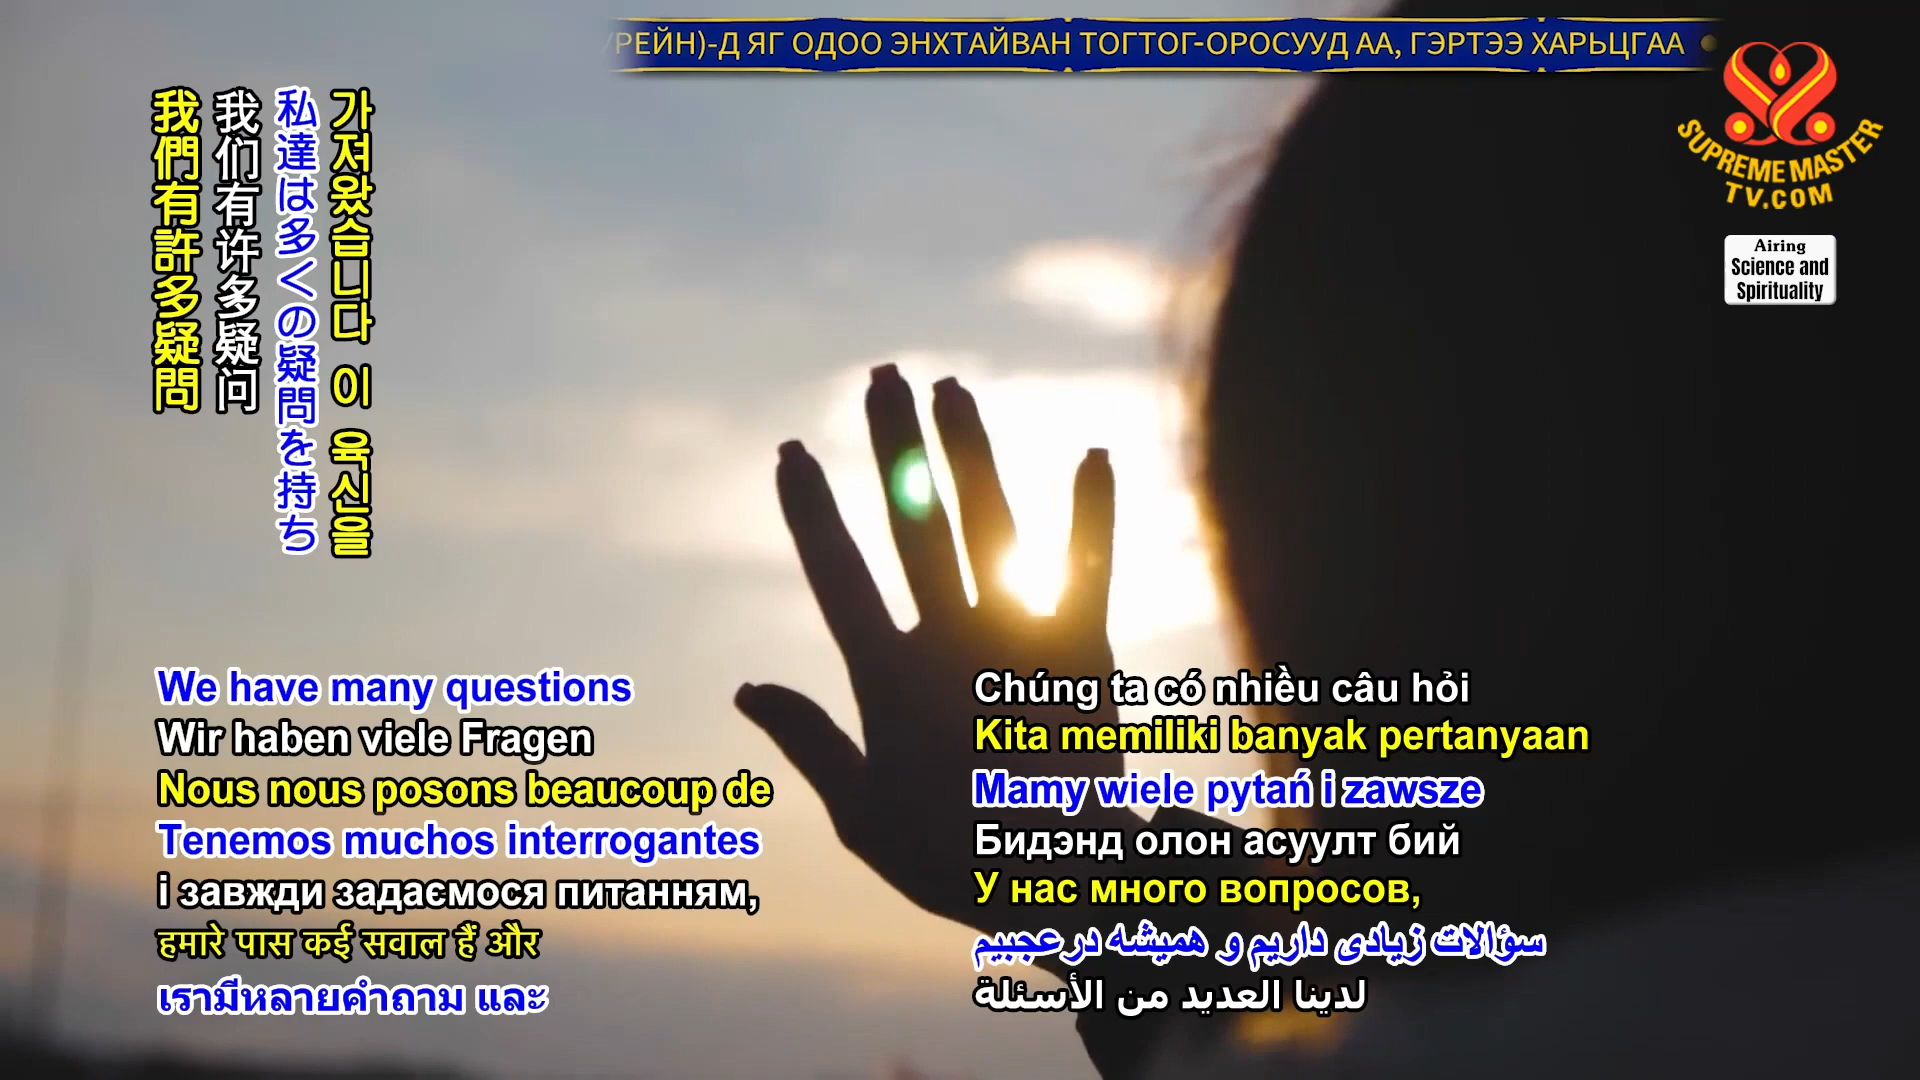 РЕЙН)-Д ЯГ ОДОО ЭНХТАЙВАН ТОГТОГ-ОРОСУУД АА, ГЭРТЭЭ ХАРЬЦГАА
SUPREME MASTER
TV.COM
Airing
Science and
Spirituality
가져왔습니다 이 육신을
私達は多くの疑問を持ち
我们有许多疑问
我們有許多疑問
We have many questions
Wir haben viele Fragen
Nous nous posons beaucoup de
Tenemos muchos interrogantes
і завжди задаємося питанням,
हमारे पास कई सवाल हैं और
เรามีหลายคำถาม และ
Chúng ta có nhiều câu hỏi
Kita memiliki banyak pertanyaan
Mamy wiele pytań i zawsze
Бидэнд олон асуулт бий
У нас много вопросов,
سؤالات زیادی داریم و همیشه درعجبیم
لدينا العديد من الأسئلة